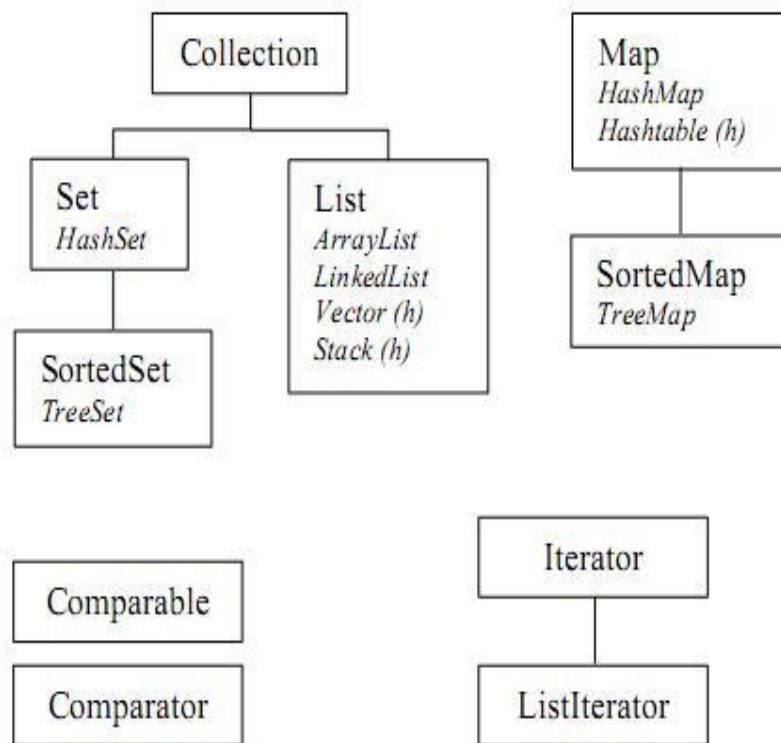 Collection
Set
HashSet
SortedSet
TreeSet
List
ArrayList
LinkedList
Vector (h)
Stack (h)
Map
HashMap
Hashtable (h)
SortedMap
TreeMap
Comparable
Comparator
Iterator
ListIterator